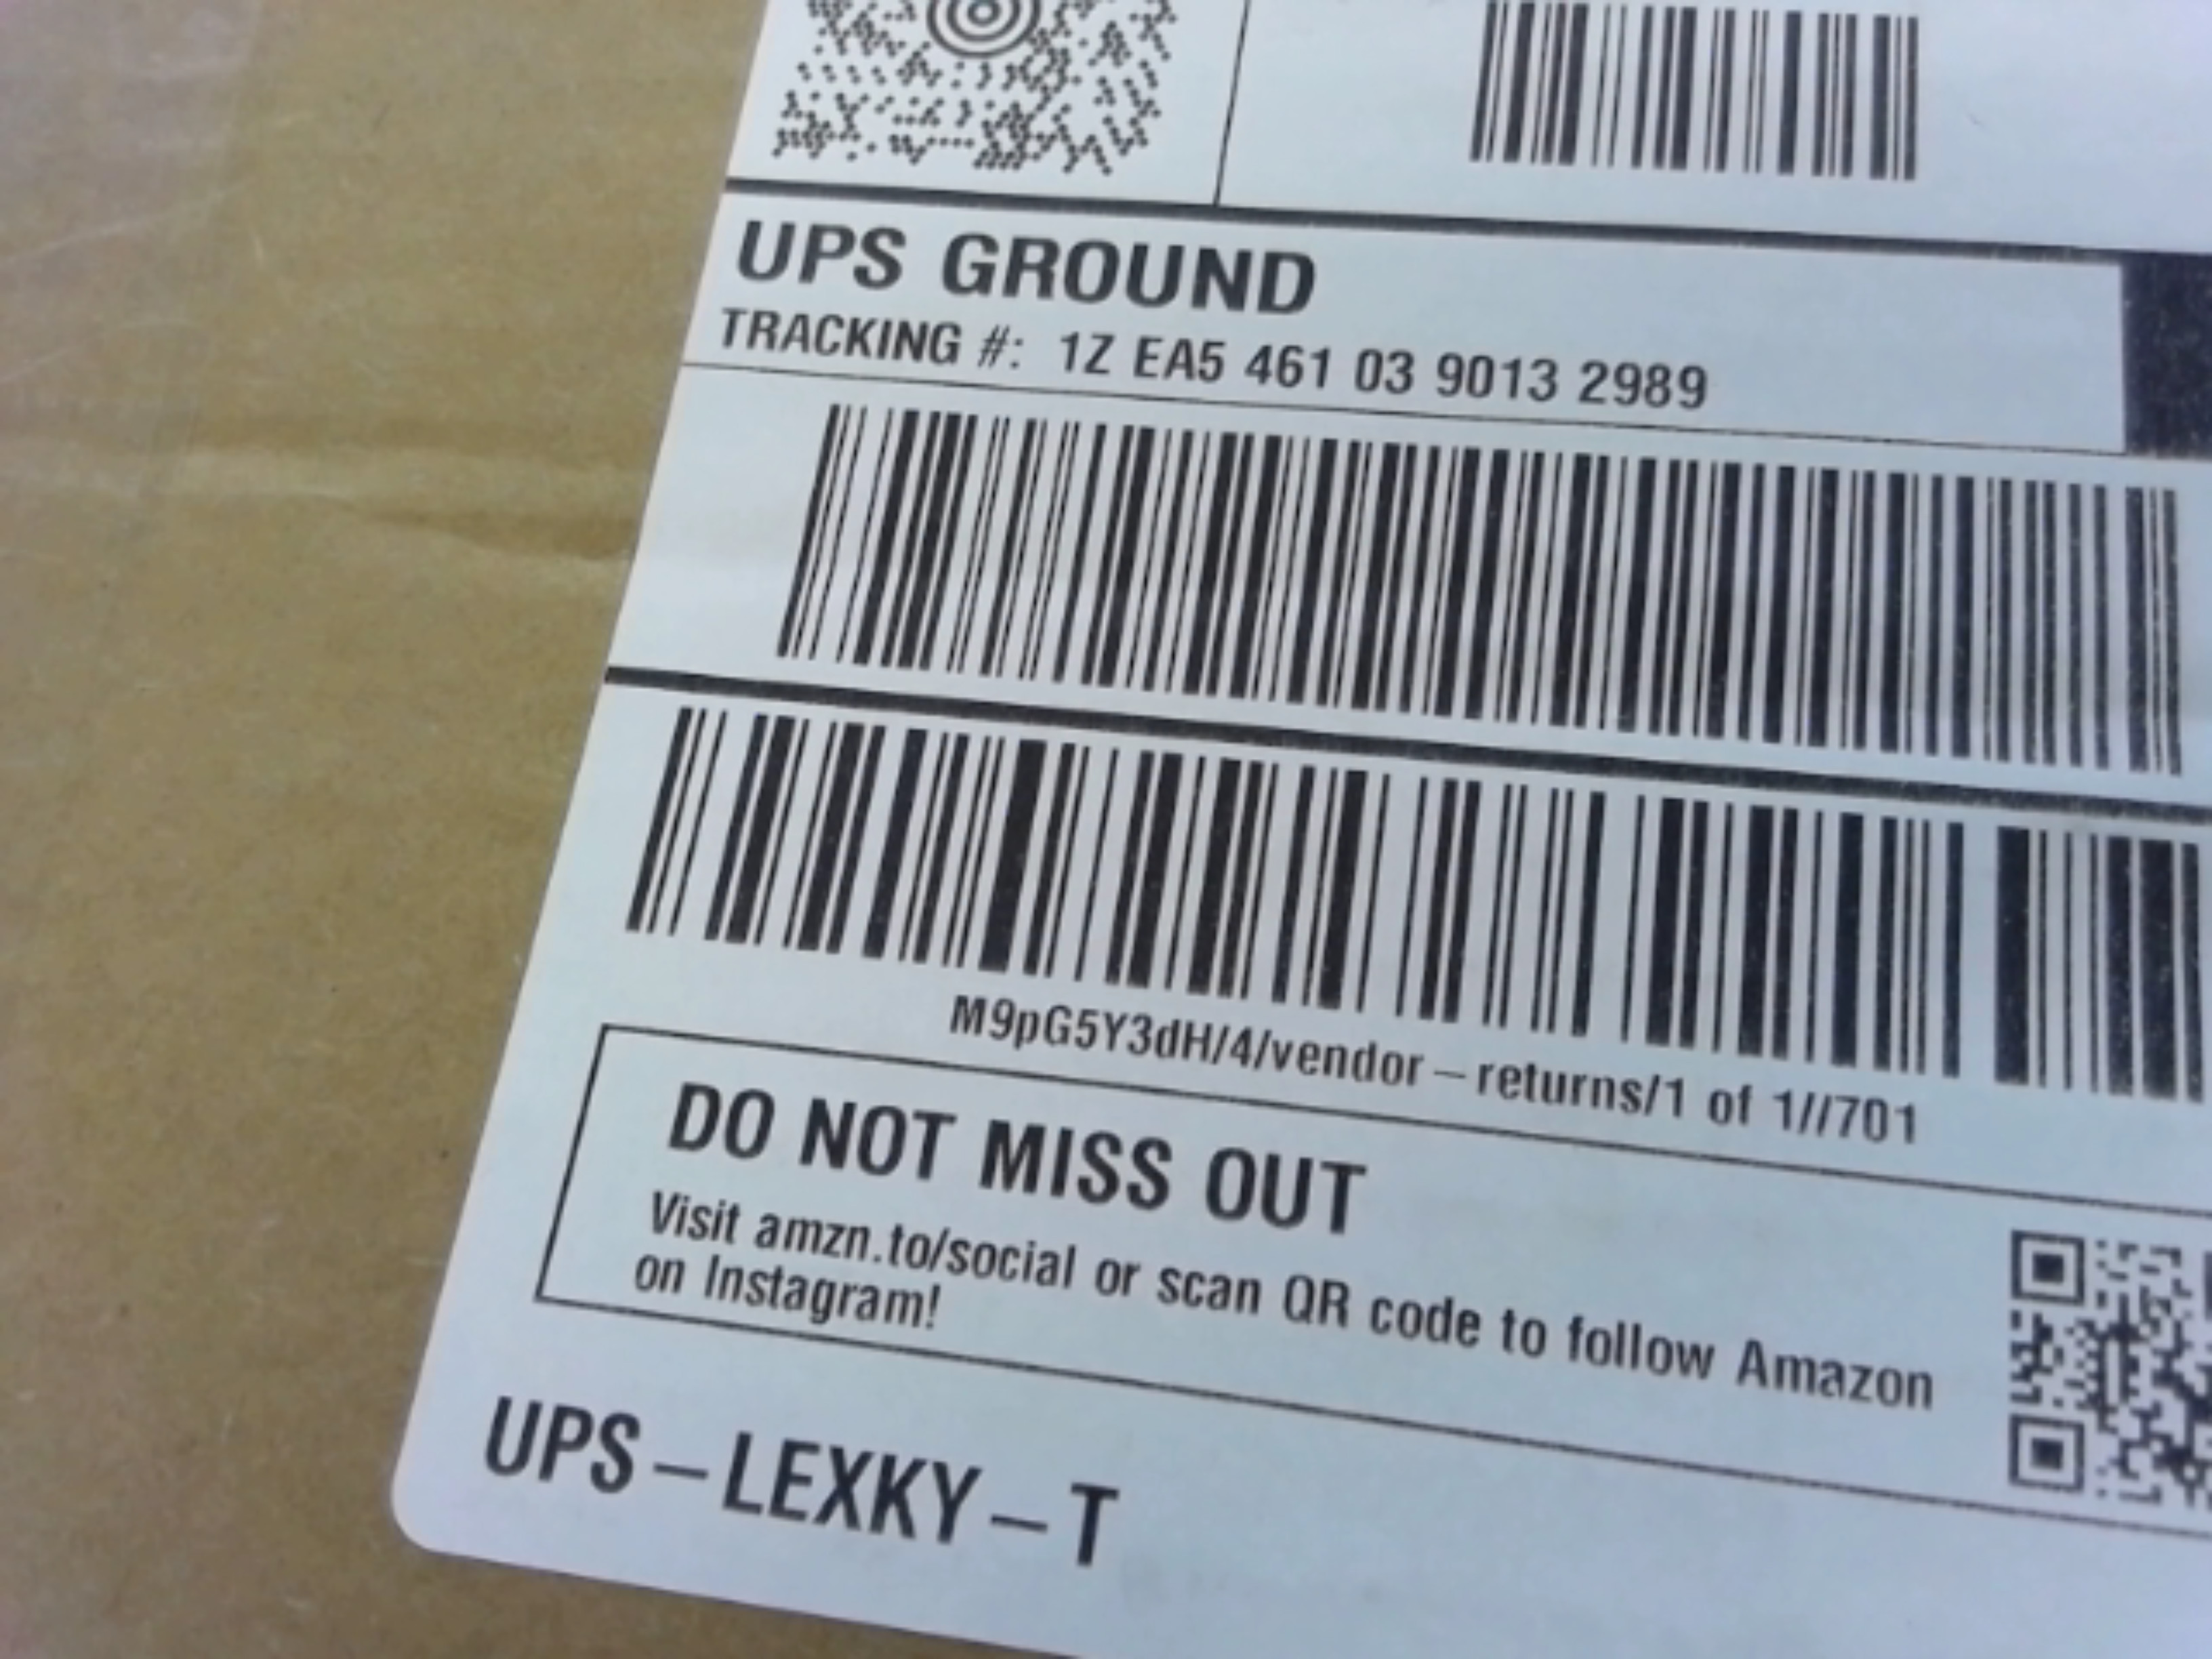 UPS GROUND
TRACKING #: 1Z EA5 461 03 9013 2989
M9pG5Y3dH/4/vendor-returns/1 of 1//701
DO NOT MISS OUT
Visit amzn.to/social or scan QR code to follow Amazon
on Instagram!
UPS-LEXKY-T